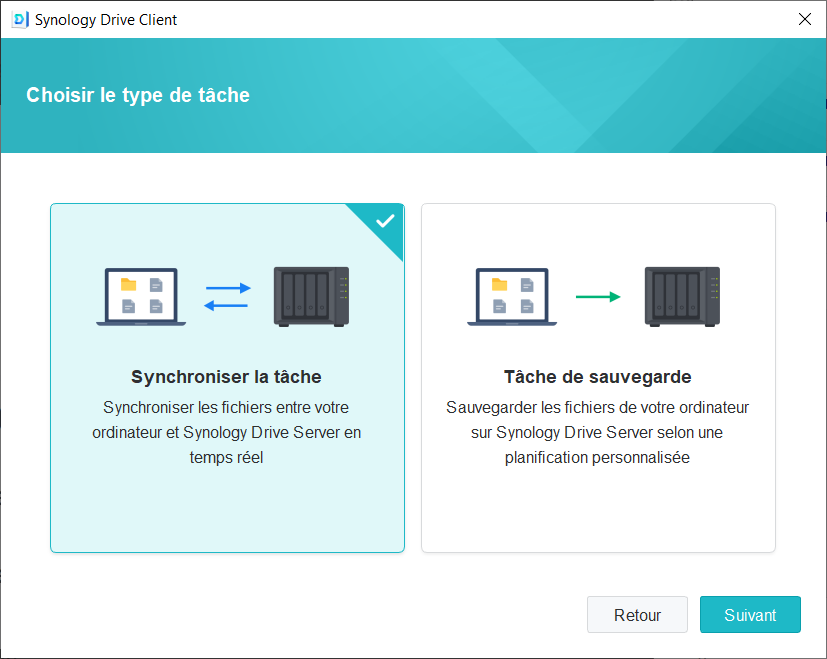 Synology Drive Client
Choisir le type de tâche
Synchroniser la tâche
Synchroniser les fichiers entre votre
ordinateur et Synology Drive Server en
temps réel
Tâche de sauvegarde
Sauvegarder les fichiers de votre ordinateur
sur Synology Drive Server selon une
planification personnalisée
Retour
Suivant